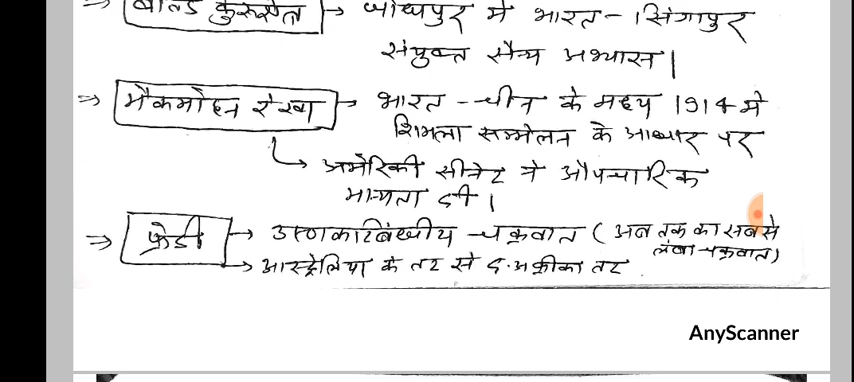 ⇒ बोल्ड कुरुक्षेत्र → जोधपुर में भारत - सिंगापुर
संयुक्त सैन्य अभ्यास |
⇒ मैकमोहन रेखा → भारत - चीन के मध्य 1914 में
शिमला सम्मेलन के आधार पर
↳ अमेरिकी सीनेट ने औपचारिक
मान्यता दी |
⇒ फ्रेडी → उष्णकटिबंधीय चक्रवात ( अब तक का सबसे
लंबा चक्रवात )
→ आस्ट्रेलिया के तट से द. अफ्रीका तट
AnyScanner